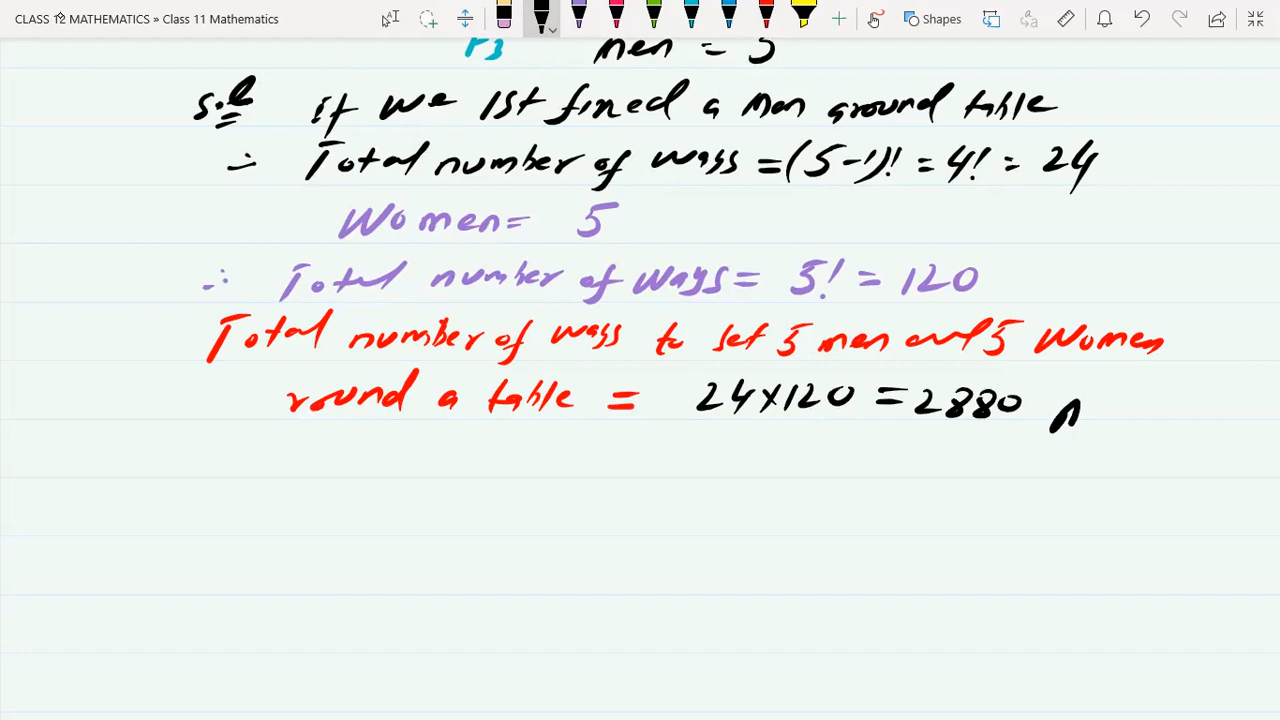 CLASS 12 MATHEMATICS » Class 11 Mathematics
Shapes
men = 5
Sol if we 1st fixed a men around table
∴ Total number of ways = (5-1)! = 4! = 24
Women = 5
∴ Total number of ways = 5! = 120
Total number of ways to set 5 men and 5 Women
round a table = 24×120 = 2880